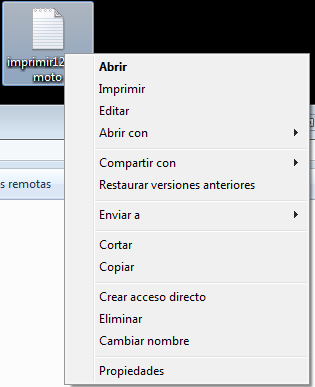 imprimir12
moto
Abrir
Imprimir
Editar
Abrir con
Compartir con
s remotas
Restaurar versiones anteriores
Enviar a
Cortar
Copiar
Crear acceso directo
Eliminar
Cambiar nombre
Propiedades